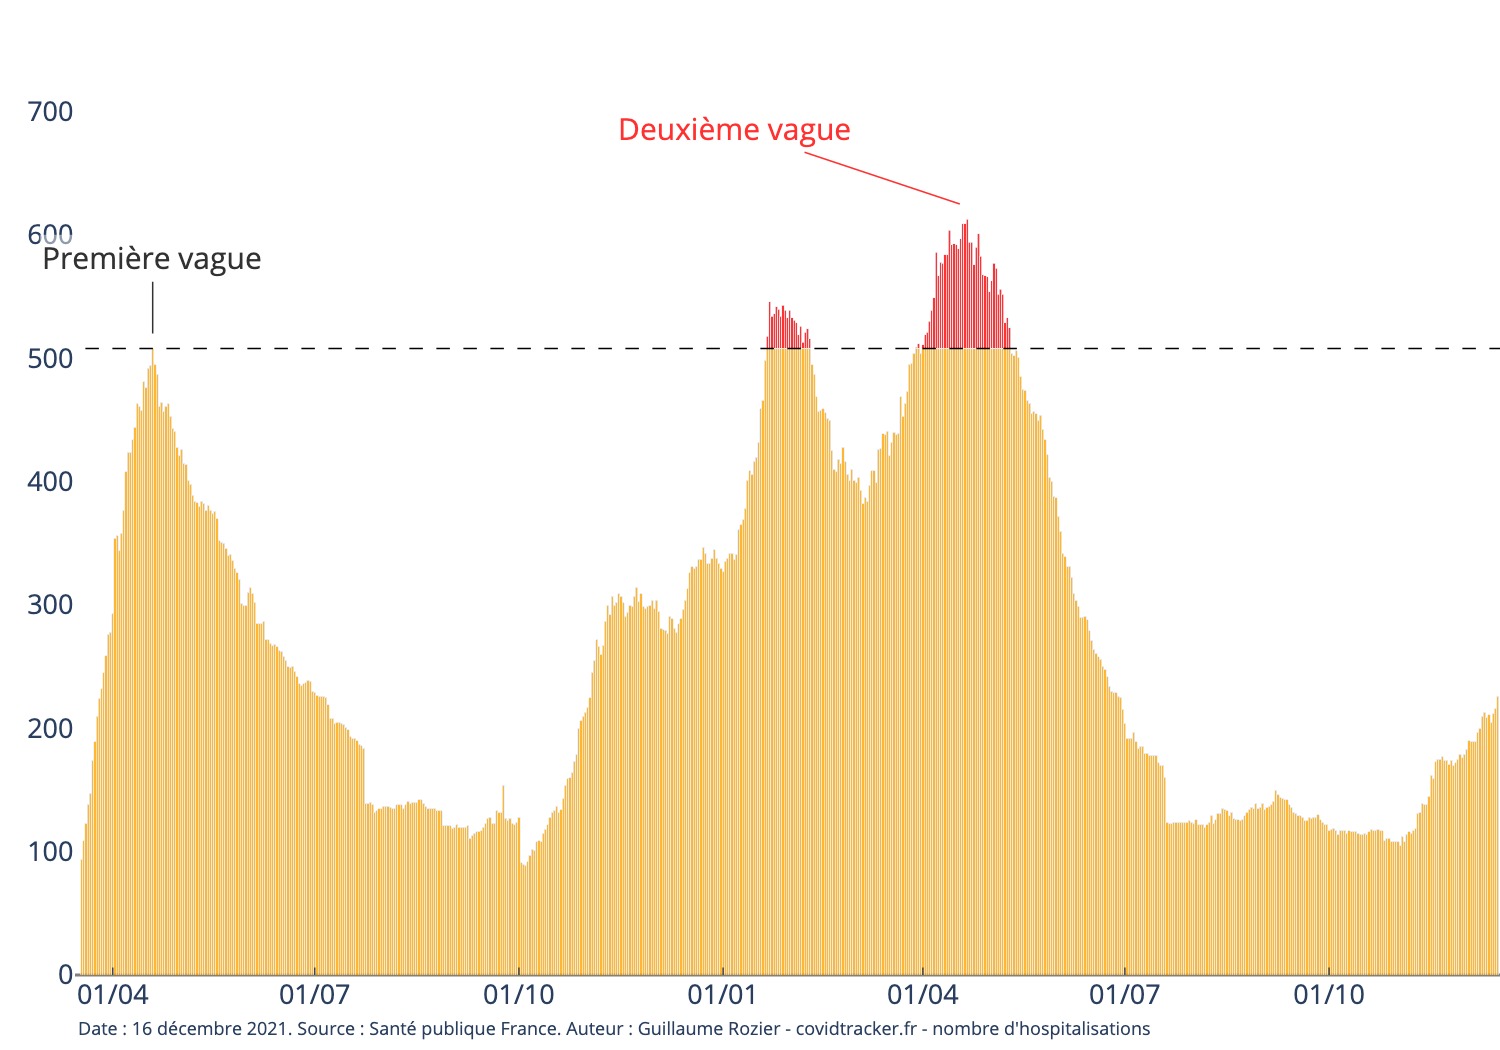 700
Deuxième vague
600
Première vague
500
400
300
200
100
0
01/04 01/07 01/10 01/01 01/04 01/07 01/10
Date : 16 décembre 2021. Source : Santé publique France. Auteur : Guillaume Rozier - covidtracker.fr - nombre d'hospitalisations